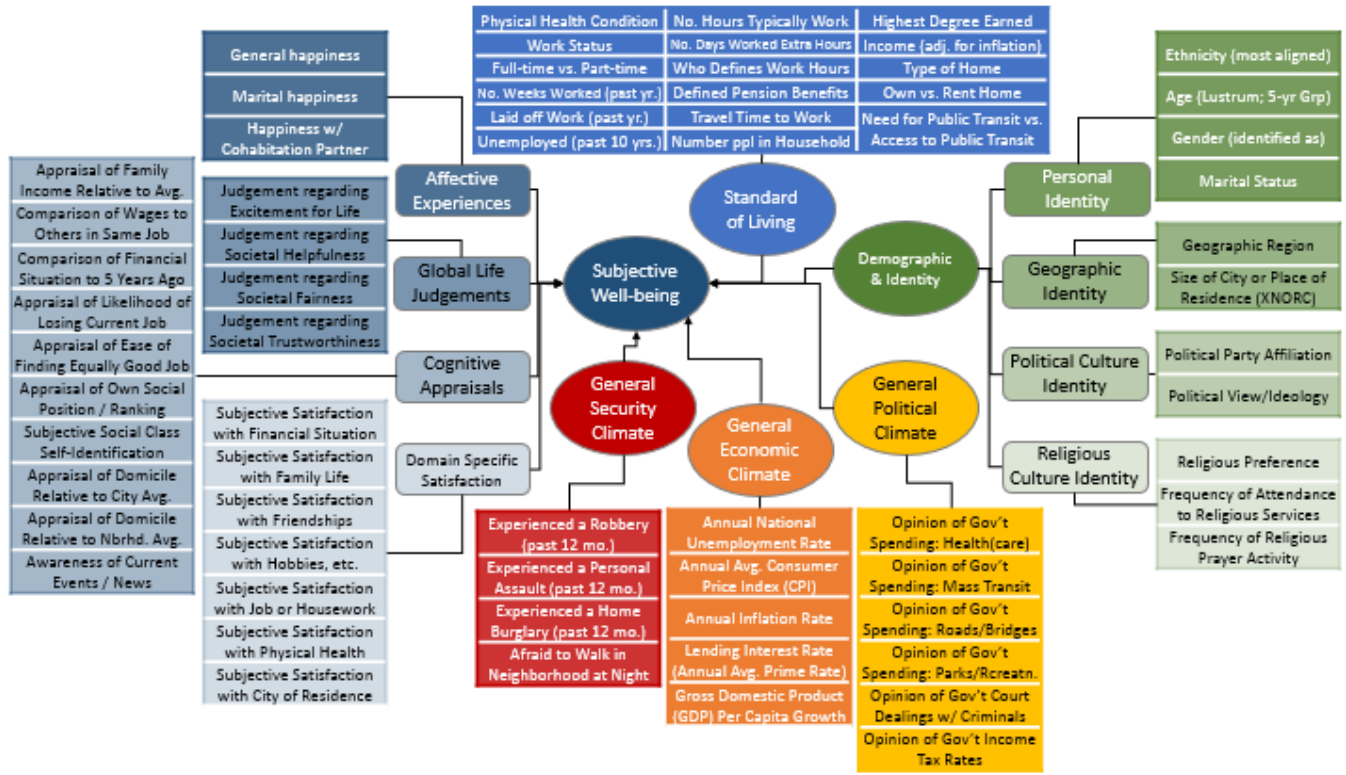 Physical Health Condition
Work Status
Full-time vs. Part-time
No. Weeks Worked (past yr.)
Laid off Work (past yr.)
Unemployed (past 10 yrs.)
No. Hours Typically Work
No. Days Worked Extra Hours
Who Defines Work Hours
Defined Pension Benefits
Travel Time to Work
Number ppl in Household
Highest Degree Earned
Income (adj. for inflation)
Type of Home
Own vs. Rent Home
Need for Public Transit vs.
Access to Public Transit
General happiness
Marital happiness
Happiness w/
Cohabitation Partner
Ethnicity (most aligned)
Age (Lustrum; 5-yr Grp)
Gender (identified as)
Marital Status
Appraisal of Family
Income Relative to Avg.
Comparison of Wages to
Others in Same Job
Comparison of Financial
Situation to 5 Years Ago
Appraisal of Likelihood of
Losing Current Job
Appraisal of Ease of
Finding Equally Good Job
Appraisal of Own Social
Position / Ranking
Subjective Social Class
Self-Identification
Appraisal of Domicile
Relative to City Avg.
Appraisal of Domicile
Relative to Nbrhd. Avg.
Awareness of Current
Events / News
Judgement regarding
Excitement for Life
Judgement regarding
Societal Helpfulness
Judgement regarding
Societal Fairness
Judgement regarding
Societal Trustworthiness
Subjective Satisfaction
with Financial Situation
Subjective Satisfaction
with Family Life
Subjective Satisfaction
with Friendships
Subjective Satisfaction
with Hobbies, etc.
Subjective Satisfaction
with Job or Housework
Subjective Satisfaction
with Physical Health
Subjective Satisfaction
with City of Residence
Affective
Experiences
Global Life
Judgements
Cognitive
Appraisals
Domain Specific
Satisfaction
Subjective
Well-being
Standard
of Living
Demographic
& Identity
General
Security
Climate
General
Economic
Climate
General
Political
Climate
Personal
Identity
Geographic
Identity
Political Culture
Identity
Religious
Culture Identity
Geographic Region
Size of City or Place of
Residence (XNORC)
Political Party Affiliation
Political View/Ideology
Religious Preference
Frequency of Attendance
to Religious Services
Frequency of Religious
Prayer Activity
Experienced a Robbery
(past 12 mo.)
Experienced a Personal
Assault (past 12 mo.)
Experienced a Home
Burglary (past 12 mo.)
Afraid to Walk in
Neighborhood at Night
Annual National
Unemployment Rate
Annual Avg. Consumer
Price Index (CPI)
Annual Inflation Rate
Lending Interest Rate
(Annual Avg. Prime Rate)
Gross Domestic Product
(GDP) Per Capita Growth
Opinion of Gov't
Spending: Health(care)
Opinion of Gov't
Spending: Mass Transit
Opinion of Gov't
Spending: Roads/Bridges
Opinion of Gov't
Spending: Parks/Rcreatn.
Opinion of Gov't Court
Dealings w/ Criminals
Opinion of Gov't Income
Tax Rates